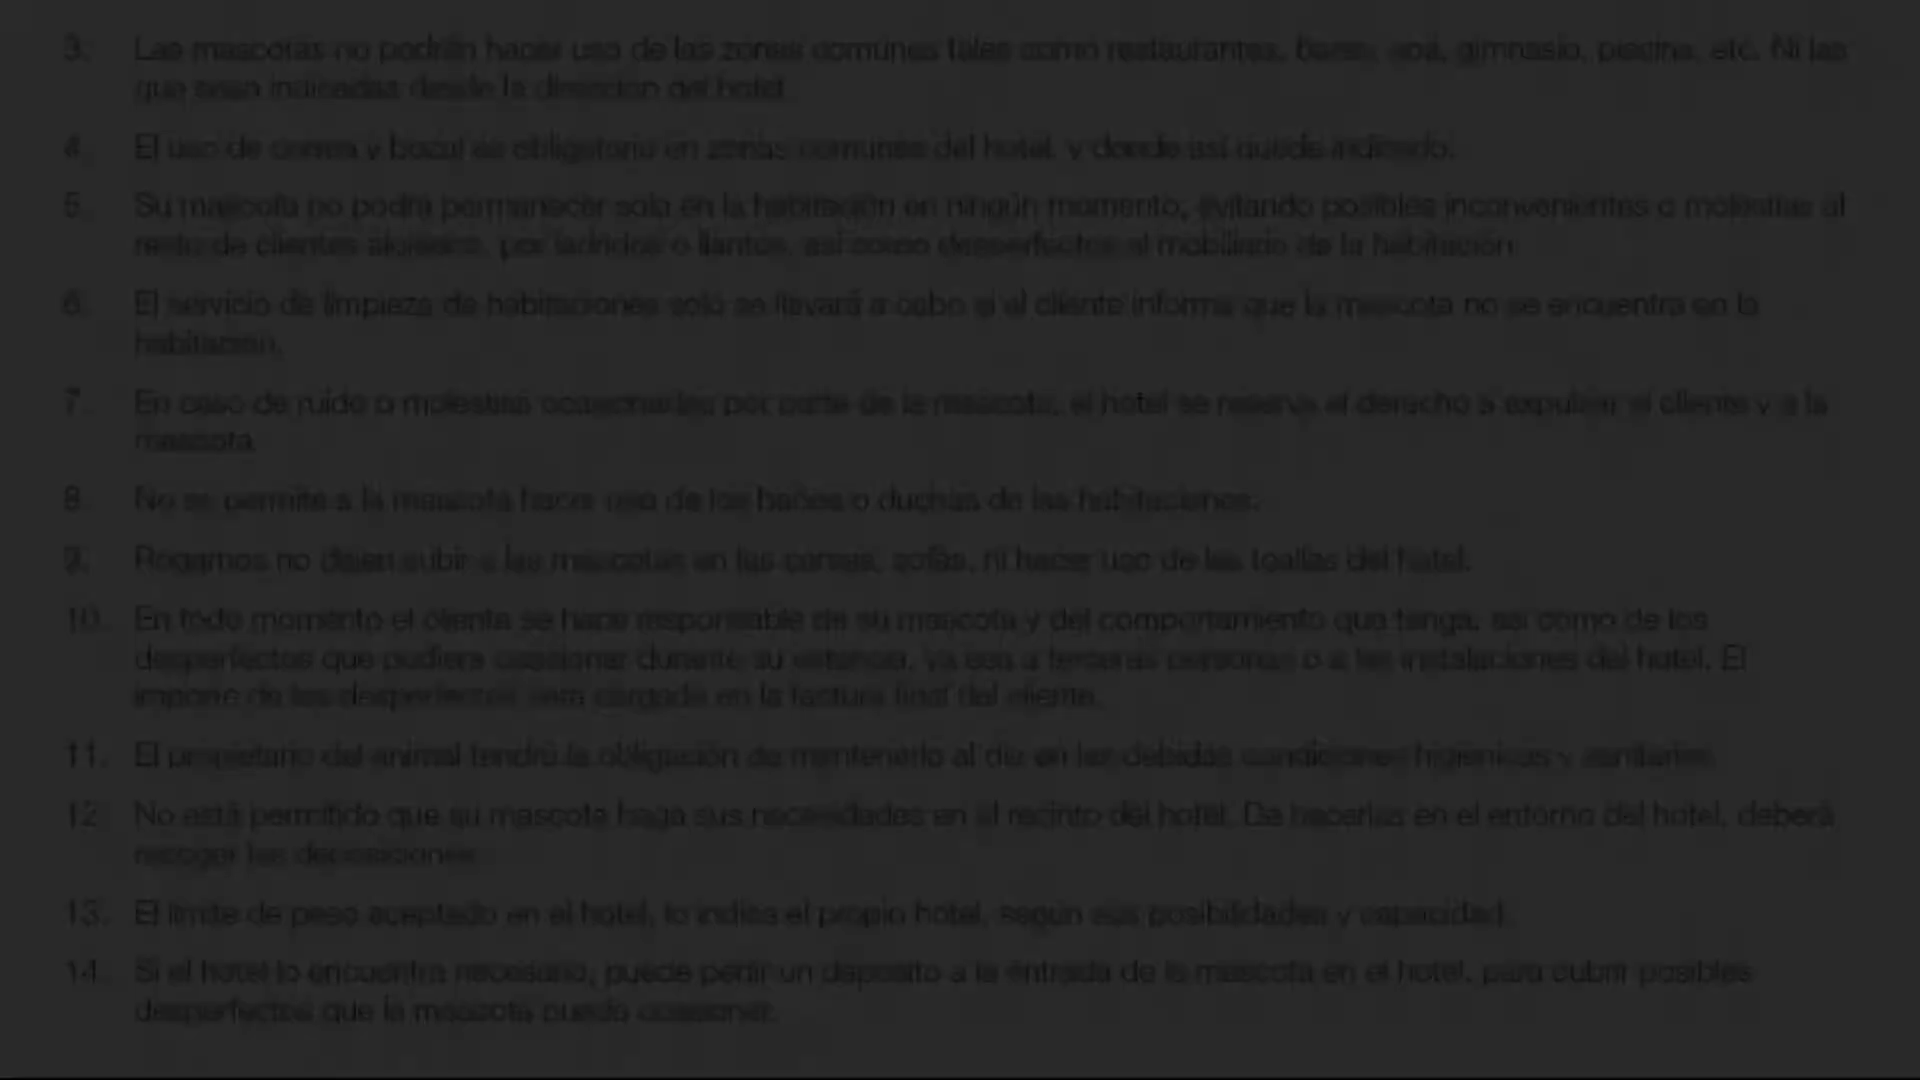 3. Las mascotas no podrán hacer uso de las zonas comunes tales como restaurantes, bares, spa, gimnasio, piscina, etc. Ni las
que sean indicadas desde la dirección del hotel.
4. El uso de correa y bozal es obligatorio en zonas comunes del hotel, y donde así quede indicado.
5. Su mascota no podrá permanecer sola en la habitación en ningún momento, evitando posibles inconvenientes o molestias al
resto de clientes alojados, por ladridos o llantos, así como desperfectos al mobiliario de la habitación.
6. El servicio de limpieza de habitaciones solo se llevará a cabo si el cliente informa que la mascota no se encuentra en la
habitación.
7. En caso de ruido o molestias ocasionadas por parte de la mascota, el hotel se reserva el derecho a expulsar al cliente y a la
mascota.
8. No se permite a la mascota hacer uso de los baños o duchas de las habitaciones.
9. Rogamos no dejen subir a las mascotas en las camas, sofás, ni hacer uso de las toallas del hotel.
10. En todo momento el cliente se hace responsable de su mascota y del comportamiento que tenga, así como de los
desperfectos que pudiera ocasionar durante su estancia, ya sea a terceras personas o a las instalaciones del hotel. El
importe de los desperfectos será cargado en la factura final del cliente.
11. El propietario del animal tendrá la obligación de mantenerlo al día en las debidas condiciones higiénicas y sanitarias.
12. No está permitido que su mascota haga sus necesidades en el recinto del hotel. De hacerlas en el entorno del hotel, deberá
recoger las deposiciones.
13. El límite de peso aceptado en el hotel, lo indica el propio hotel, según sus posibilidades y capacidad.
14. Si el hotel lo encuentra necesario, puede pedir un depósito a la entrada de la mascota en el hotel, para cubrir posibles
desperfectos que la mascota pueda ocasionar.